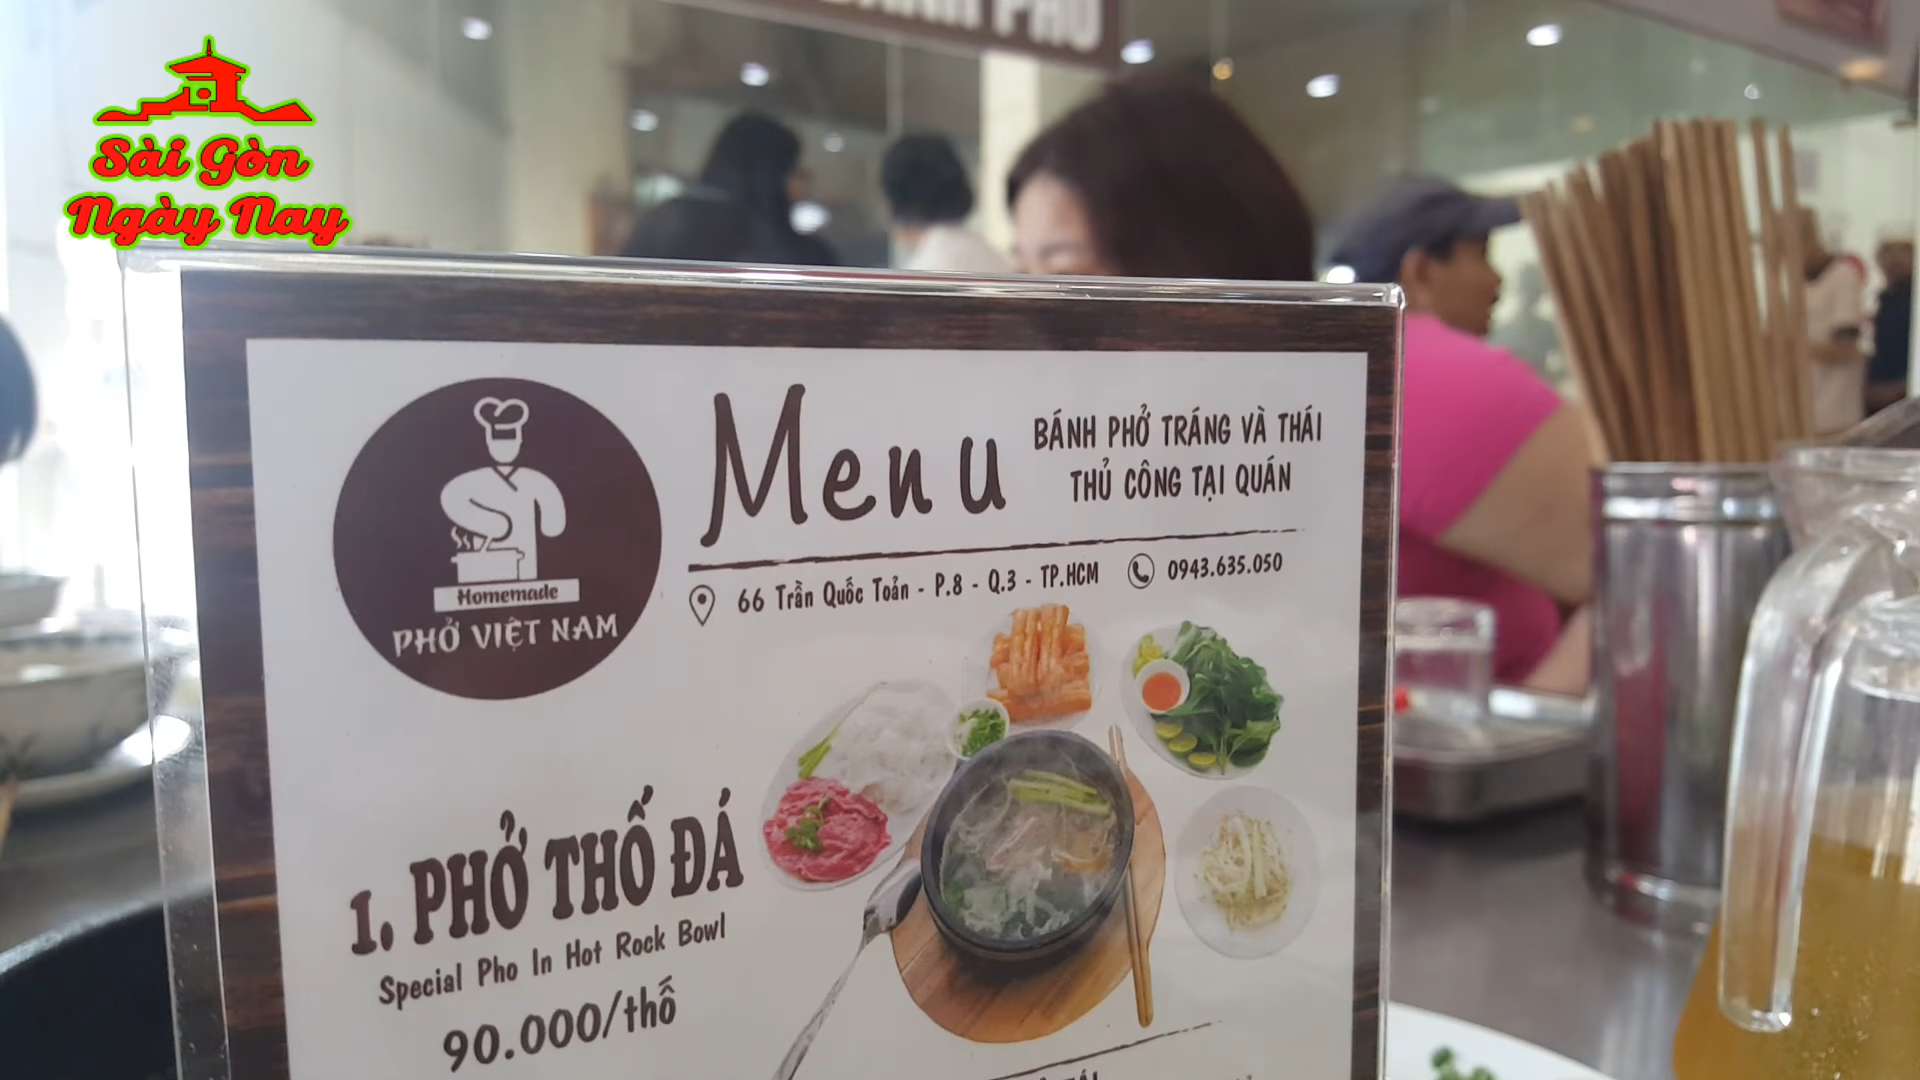 BÁNH PHỞ
Sài Gòn
Ngày Nay
Menu
BÁNH PHỞ TRÁNG VÀ THÁI
THỦ CÔNG TẠI QUÁN
66 Trần Quốc Toản - P.8 - Q.3 - TP.HCM
0943.635.050
Homemade
PHỞ VIỆT NAM
1. PHỞ THỐ ĐÁ
Special Pho In Hot Rock Bowl
90.000/thố